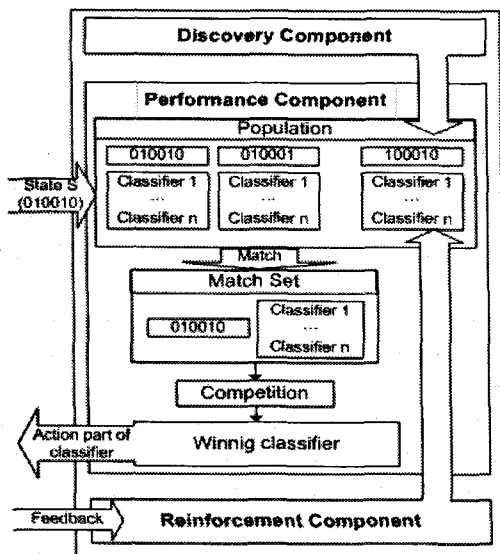 Discovery Component
Performance Component
Population
010010 010001 100010
State S
(010010)
Classifier 1 Classifier 1 Classifier 1
... ... ...
Classifier n Classifier n Classifier n
Match
Match Set
010010
Classifier 1
...
Classifier n
Competition
Action part of
classifier
Winnig classifier
Feedback
Reinforcement Component